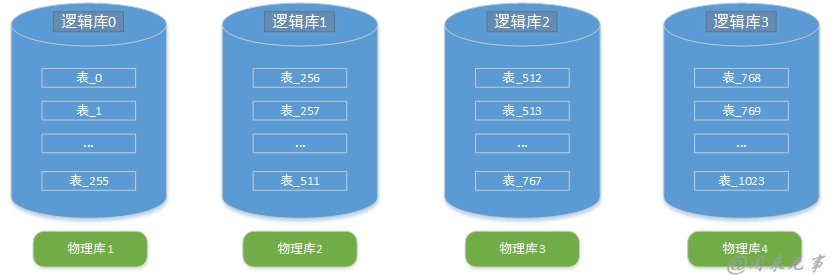 逻辑库0
表_0
表_1
...
表_255
物理库1
逻辑库1
表_256
表_257
...
表_511
物理库2
逻辑库2
表_512
表_513
...
表_767
物理库3
逻辑库3
表_768
表_769
...
表_1023
物理库4